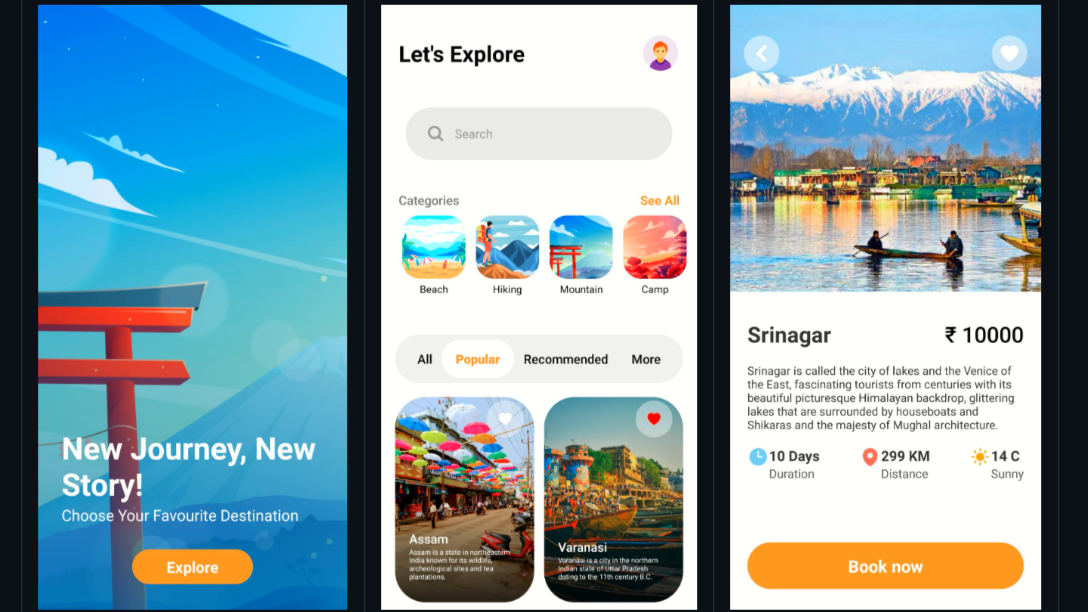 New Journey, New
Story!
Choose Your Favourite Destination
Explore
Let's Explore
Search
Categories
See All
Beach
Hiking
Mountain
Camp
All
Popular
Recommended
More
Assam
Assam is a state in northeastern
India known for its wildlife,
archeological sites and tea
plantations.
Varanasi
Varanasi is a city in the northern
Indian state of Uttar Pradesh
dating to the 11th century B.C.
Srinagar
₹ 10000
Srinagar is called the city of lakes and the Venice of
the East, fascinating tourists from centuries with its
beautiful picturesque Himalayan backdrop, glittering
lakes that are surrounded by houseboats and
Shikaras and the majesty of Mughal architecture.
10 Days
Duration
299 KM
Distance
14 C
Sunny
Book now